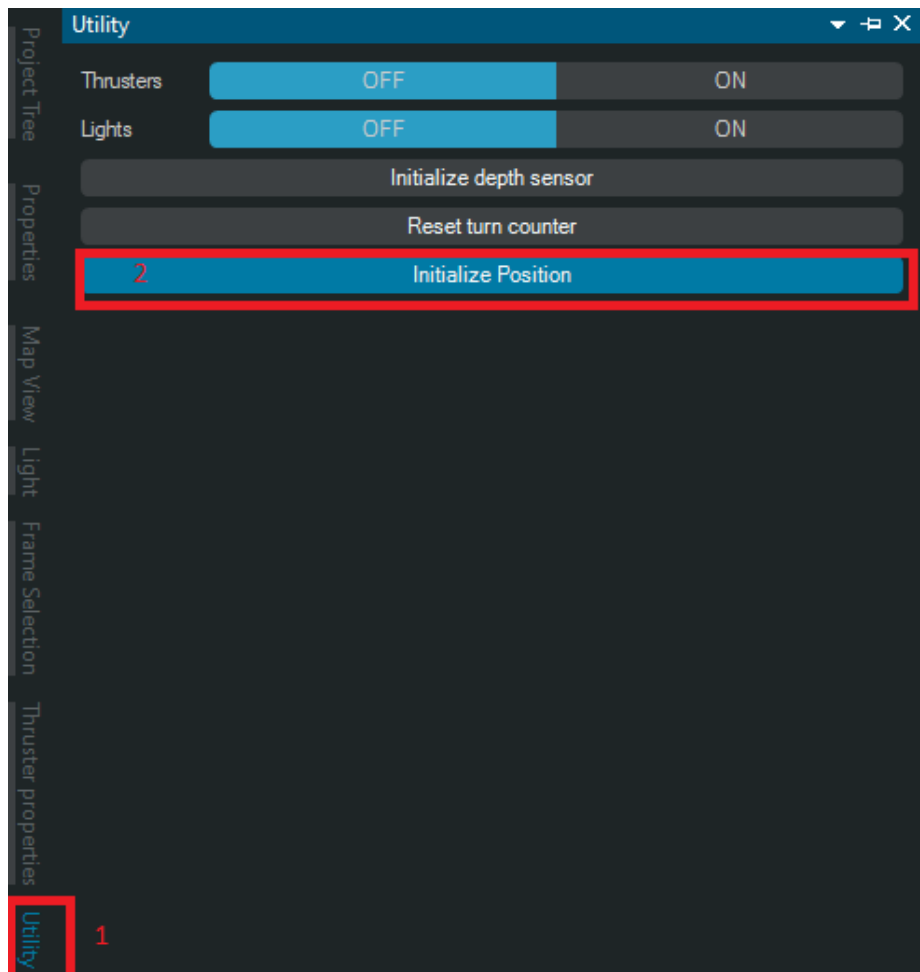 Utility
Project Tree
Properties
Map View
Light
Frame Selection
Thruster properties
Utility
1
Thrusters OFF ON
Lights OFF ON
Initialize depth sensor
Reset turn counter
2 Initialize Position